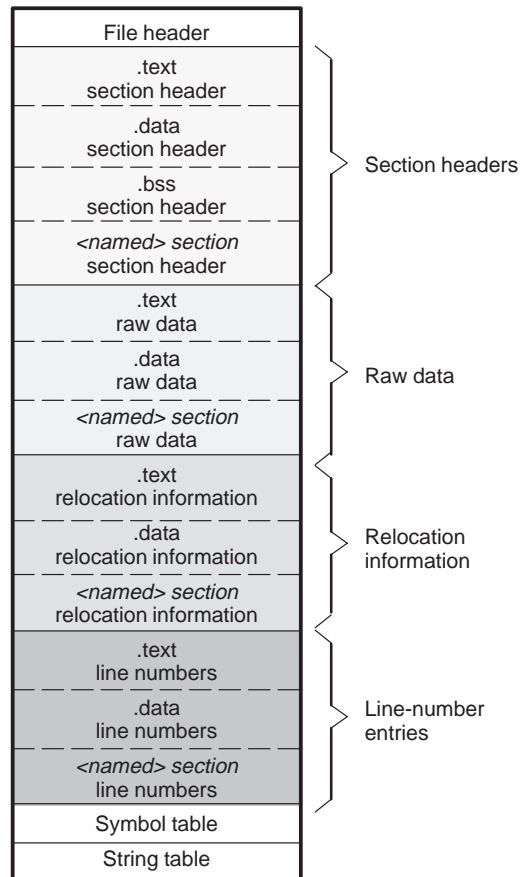 File header
.text
section header
.data
section header
.bss
section header
<named> section
section header
Section headers
.text
raw data
.data
raw data
<named> section
raw data
Raw data
.text
relocation information
.data
relocation information
<named> section
relocation information
Relocation
information
.text
line numbers
.data
line numbers
<named> section
line numbers
Line-number
entries
Symbol table
String table